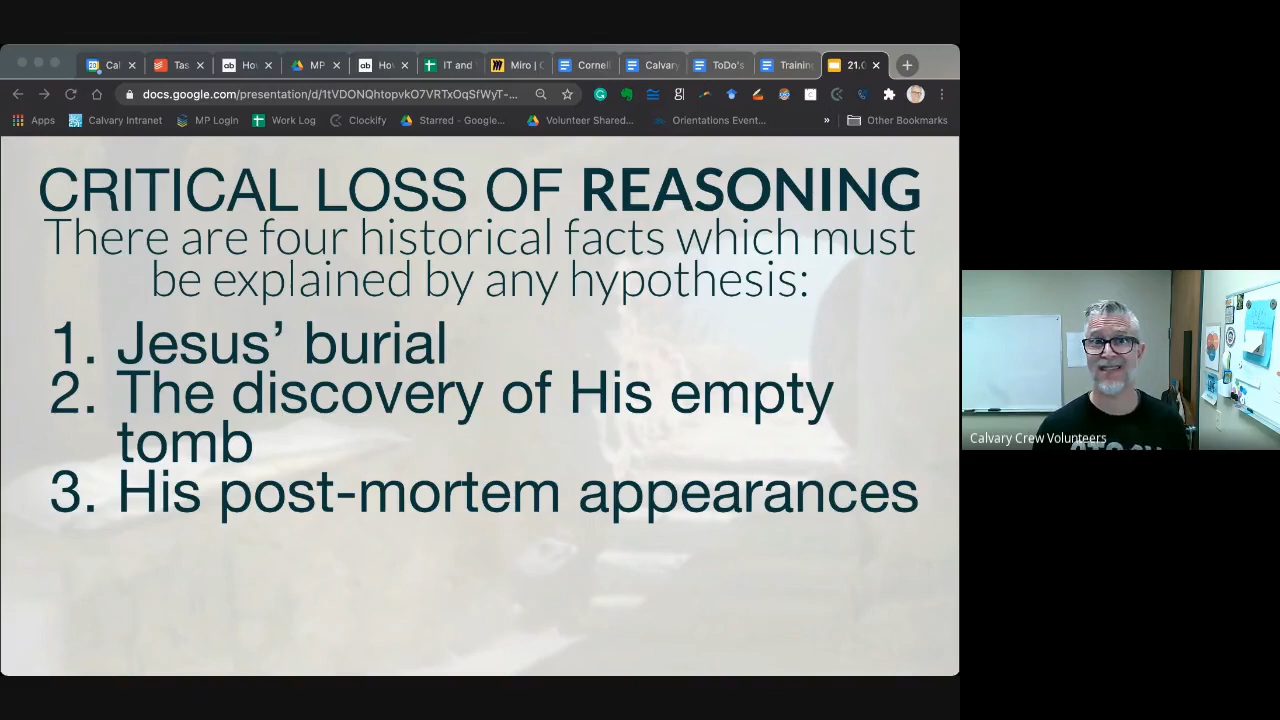 Cal
Tas
Hov
MP
Hov
IT and
Miro | C
Cornell
Calvary
ToDo's
Training
21.0
docs.google.com/presentation/d/1tVDONQhtopvkO7VRTxOqSfWyT-...
Apps
Calvary Intranet
MP Login
Work Log
Clockify
Starred - Google...
Volunteer Shared...
Orientations Event...
»
Other Bookmarks
CRITICAL LOSS OF REASONING
There are four historical facts which must
be explained by any hypothesis:
1. Jesus’ burial
2. The discovery of His empty
tomb
3. His post-mortem appearances
Calvary Crew Volunteers